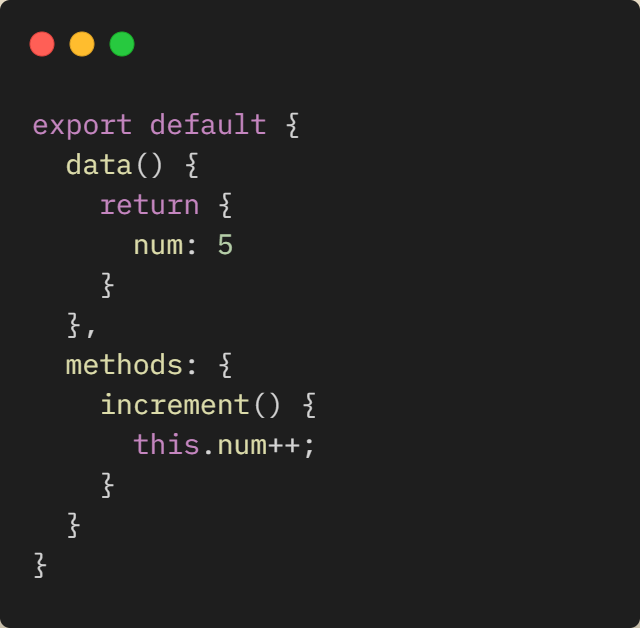 export default {
  data() {
    return {
      num: 5
    }
  },
  methods: {
    increment() {
      this.num++;
    }
  }
}